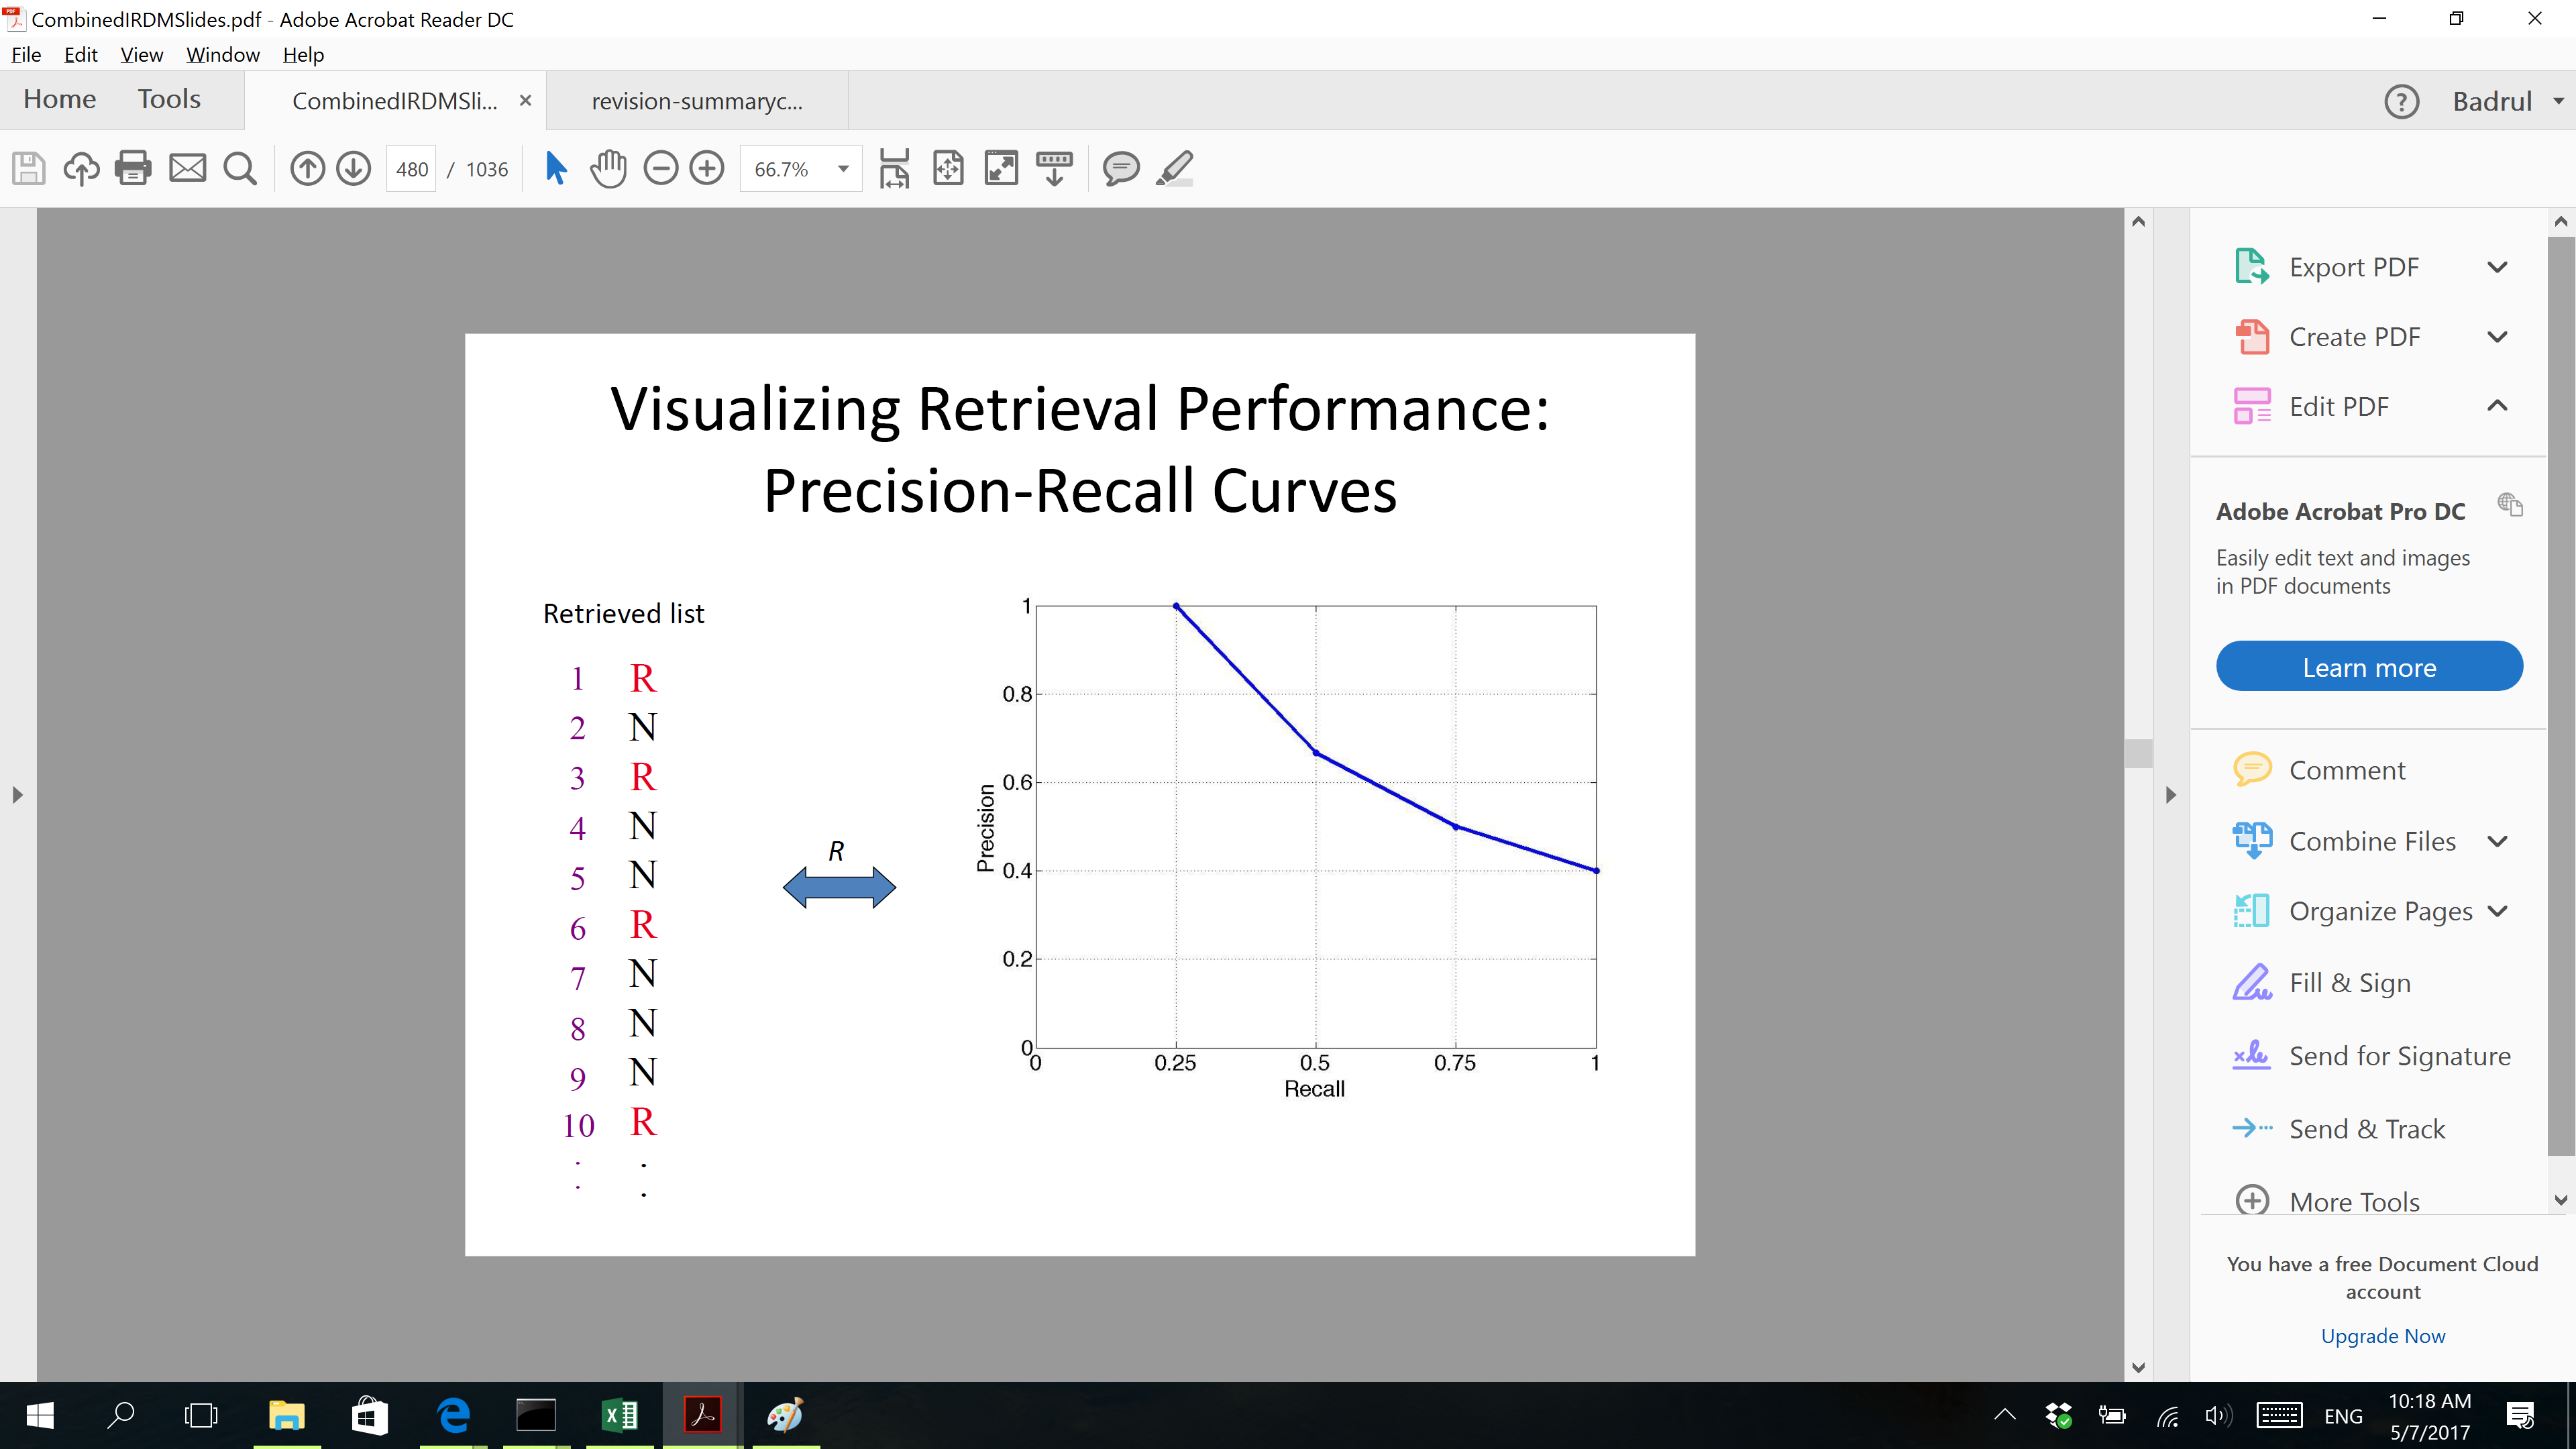 CombinedIRDMSlides.pdf - Adobe Acrobat Reader DC
File Edit View Window Help
Home Tools CombinedIRDMSli... × revision-summaryc... ? Badrul
480 / 1036 66.7%
Visualizing Retrieval Performance:
Precision-Recall Curves
Retrieved list
1 R
2 N
3 R
4 N
5 N
6 R
7 N
8 N
9 N
10 R
. .
. .
R
Precision
1
0.8
0.6
0.4
0.2
0
0 0.25 0.5 0.75 1
Recall
Export PDF
Create PDF
Edit PDF
Adobe Acrobat Pro DC
Easily edit text and images
in PDF documents
Learn more
Comment
Combine Files
Organize Pages
Fill & Sign
Send for Signature
Send & Track
More Tools
You have a free Document Cloud
account
Upgrade Now
ENG
10:18 AM
5/7/2017